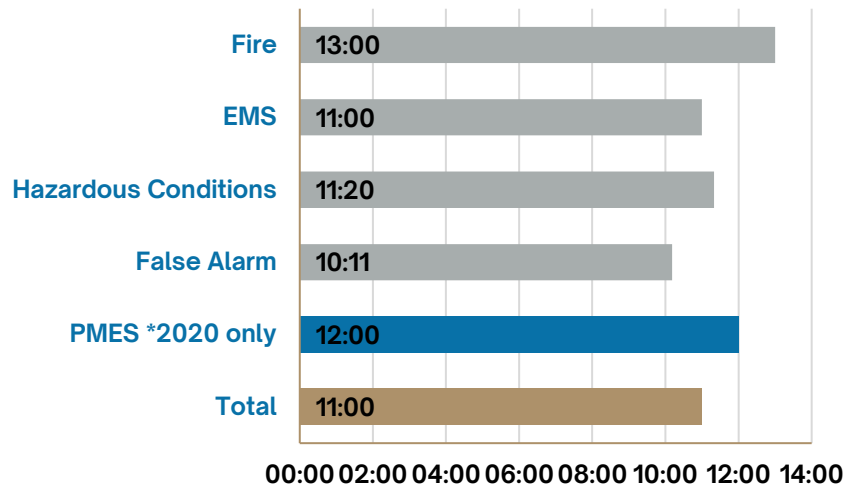 Fire 13:00
EMS 11:00
Hazardous Conditions 11:20
False Alarm 10:11
PMES *2020 only 12:00
Total 11:00
00:00 02:00 04:00 06:00 08:00 10:00 12:00 14:00